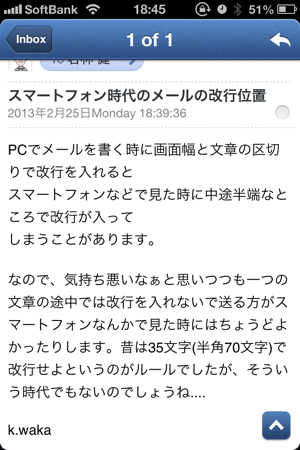 SoftBank 18:45 51%
Inbox 1 of 1
スマートフォン時代のメールの改行位置
2013年2月25日Monday 18:39:36
PCでメールを書く時に画面幅と文章の区切
りで改行を入れると
スマートフォンなどで見た時に中途半端なと
ころで改行が入って
しまうことがあります。
なので、気持ち悪いなぁと思いつつも一つの
文章の途中では改行を入れないで送る方がス
マートフォンなんかで見た時にはちょうどよ
かったりします。昔は35文字(半角70文字)で
改行せよというのがルールでしたが、そうい
う時代でもないのでしょうね....
k.waka